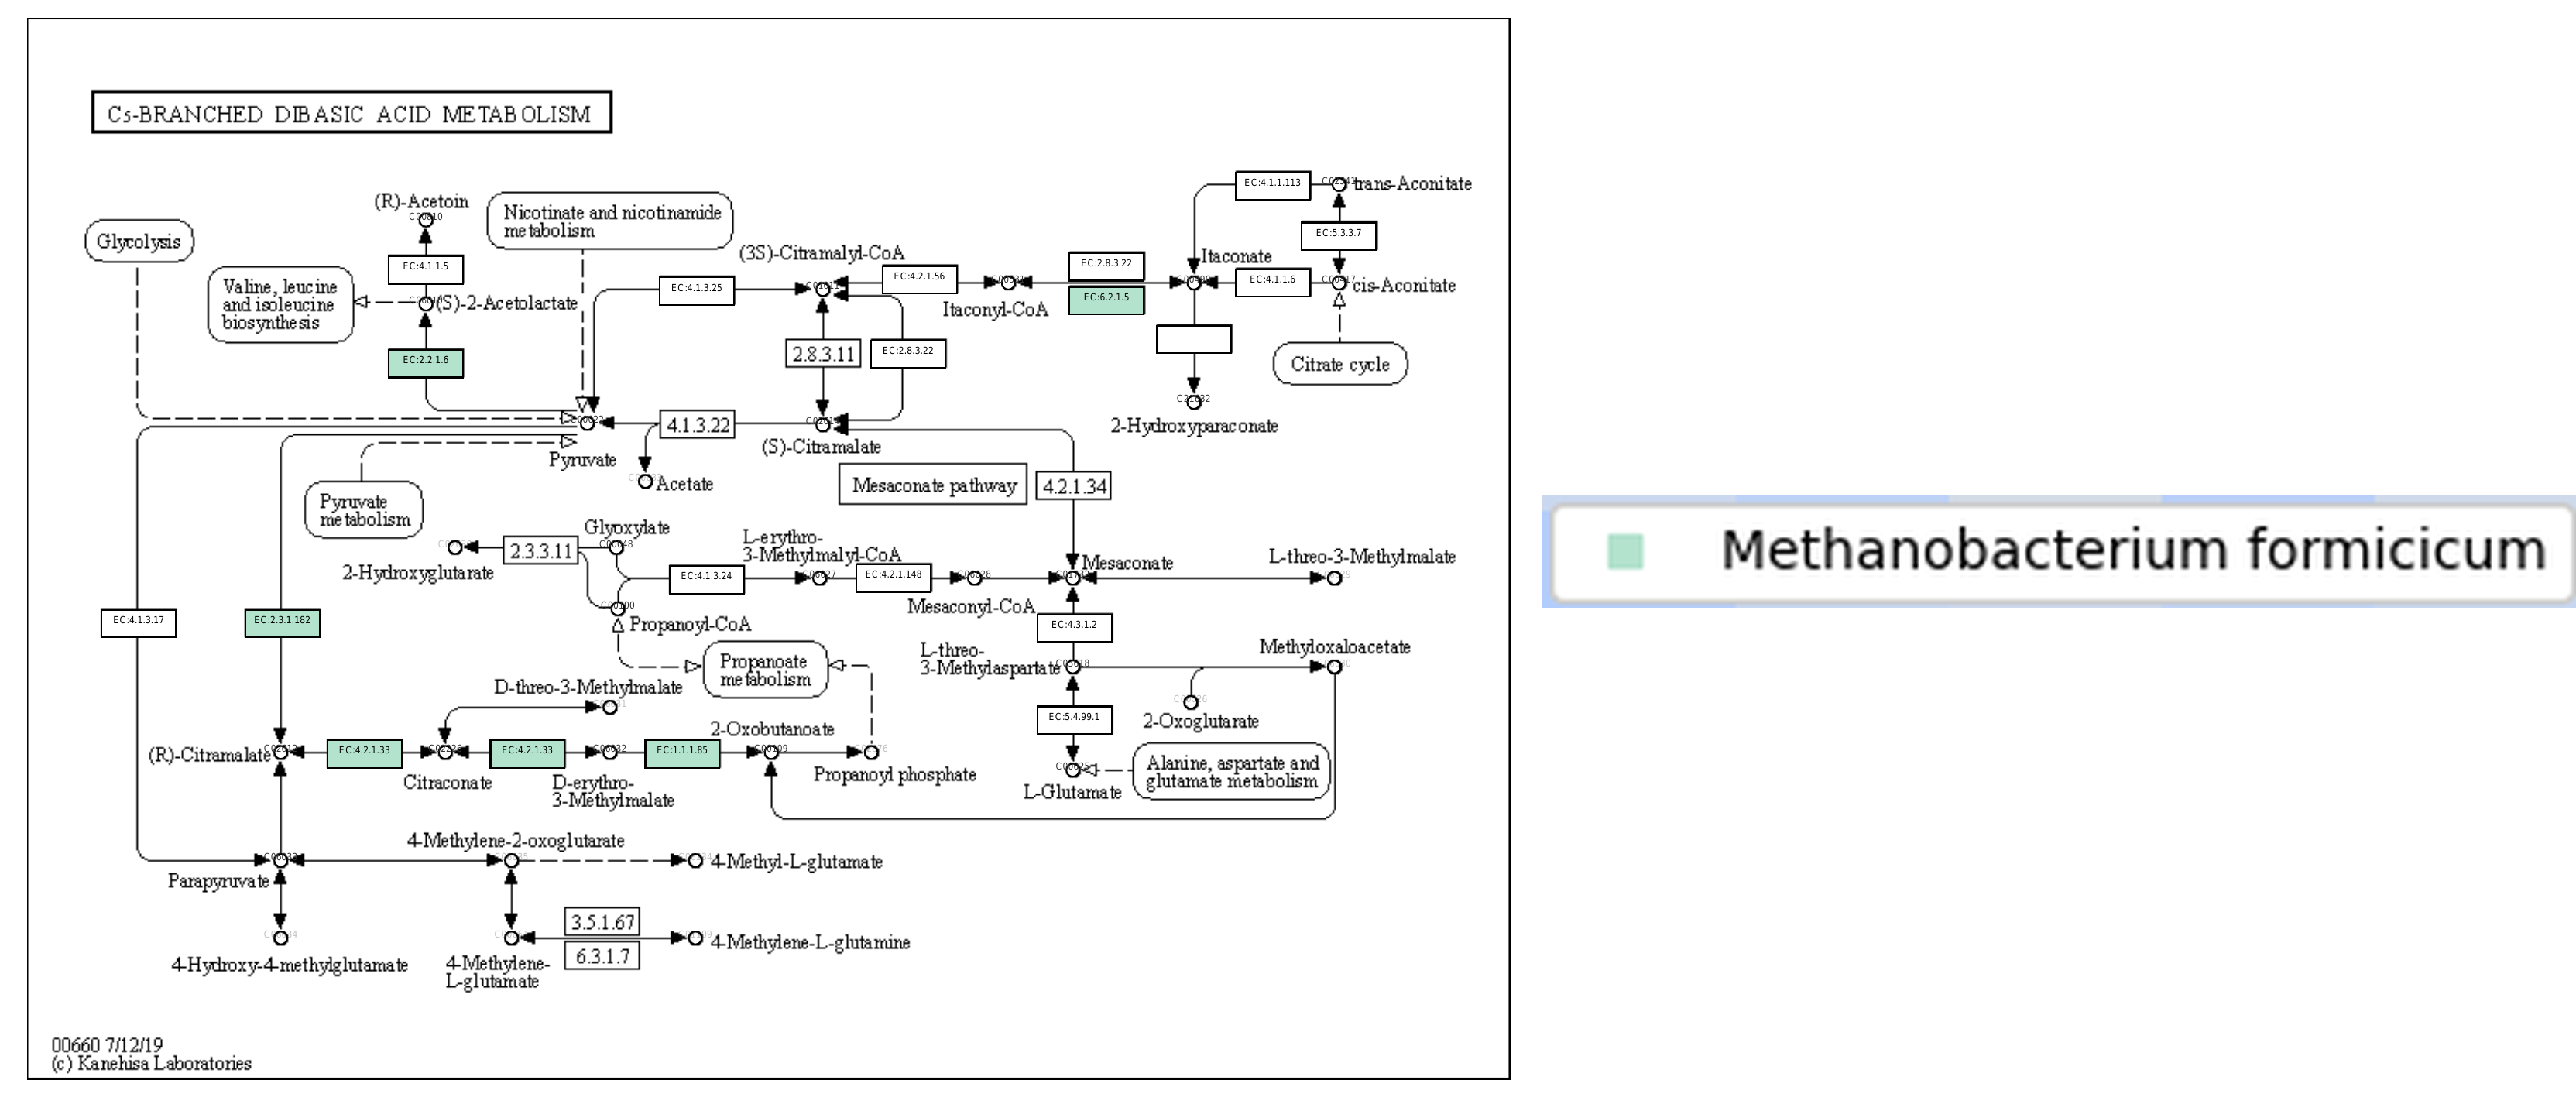 C5-BRANCHED DIBASIC ACID METABOLISM
EC:4.1.1.113
trans-Aconitate
(R)-Acetoin
C00810
Nicotinate and nicotinamide
metabolism
Glycolysis
EC:5.3.3.7
(3S)-Citramalyl-CoA
Itaconate
EC:4.1.1.5
EC:2.8.3.22
EC:4.2.1.56
EC:4.1.1.6
cis-Aconitate
Valine, leucine
and isoleucine
biosynthesis
(S)-2-Acetolactate
EC:4.1.3.25
Itaconyl-CoA
EC:6.2.1.5
EC:2.2.1.6
2.8.3.11
EC:2.8.3.22
Citrate cycle
C21032
2-Hydroxyparaconate
4.1.3.22
Pyruvate
(S)-Citramalate
Acetate
Mesaconate pathway
4.2.1.34
Pyruvate
metabolism
Glyoxylate
C00048
L-erythro-
3-Methylmalyl-CoA
2.3.3.11
2-Hydroxyglutarate
EC:4.1.3.24
EC:4.2.1.148
Mesaconate
L-threo-3-Methylmalate
Mesaconyl-CoA
C00100
Propanoyl-CoA
EC:4.1.3.17
EC:2.3.1.182
EC:4.3.1.2
Propanoate
metabolism
L-threo-
3-Methylaspartate
Methyloxaloacetate
D-threo-3-Methylmalate
2-Oxoglutarate
EC:5.4.99.1
2-Oxobutanoate
C00109
(R)-Citramalate
EC:4.2.1.33
EC:4.2.1.33
EC:1.1.1.85
Citraconate
D-erythro-
3-Methylmalate
Propanoyl phosphate
C00025
L-Glutamate
Alanine, aspartate and
glutamate metabolism
4-Methylene-2-oxoglutarate
4-Methyl-L-glutamate
Parapyruvate
3.5.1.67
6.3.1.7
4-Methylene-L-glutamine
4-Hydroxy-4-methylglutamate
4-Methylene-
L-glutamate
00660 7/12/19
(c) Kanehisa Laboratories
Methanobacterium formicicum